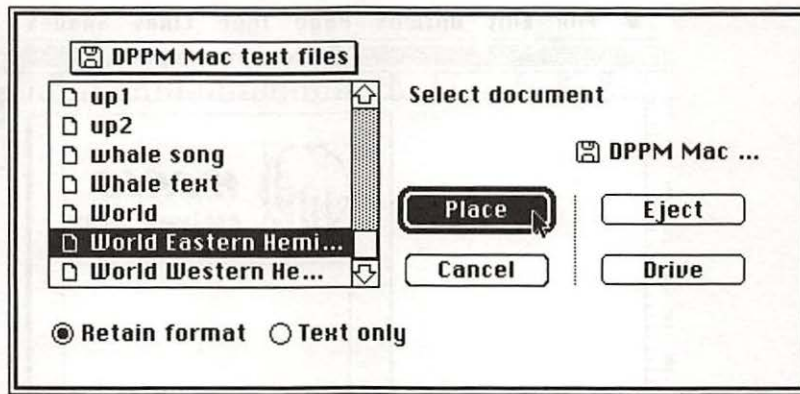 DPPM Mac text files
up1
up2
whale song
Whale text
World
World Eastern Hemi...
World Western He...
Select document
DPPM Mac ...
Place
Eject
Cancel
Drive
Retain format
Text only